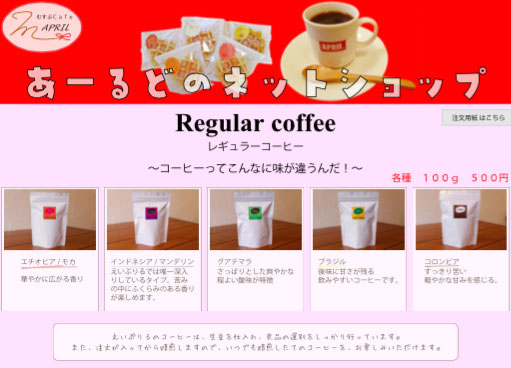 むすぶCafe
APRIL
APRIL
あーるどのネットショップ
注文用紙はこちら
Regular coffee
レギュラーコーヒー
〜コーヒーってこんなに味が違うんだ！〜
各種　１００ｇ　５００円
エチオピア / モカ
華やかに広がる香り
インドネシア / マンデリン
えいぷりるでは唯一深入
りしているタイプ。苦み
の中にふくらみのある香り
が楽しめます。
グアテマラ
さっぱりとした爽やかな
程よい酸味が特徴
ブラジル
後味に甘さが残る
飲みやすいコーヒーです。
コロンビア
すっきり苦い
軽やかな甘みを感じる。
えいぷりるのコーヒーは、生豆を仕入れ、良品の選別をしっかり行っています。
また、注文が入ってから焙煎しますので、いつでも焙煎したてのコーヒーを、お楽しみいただけます。